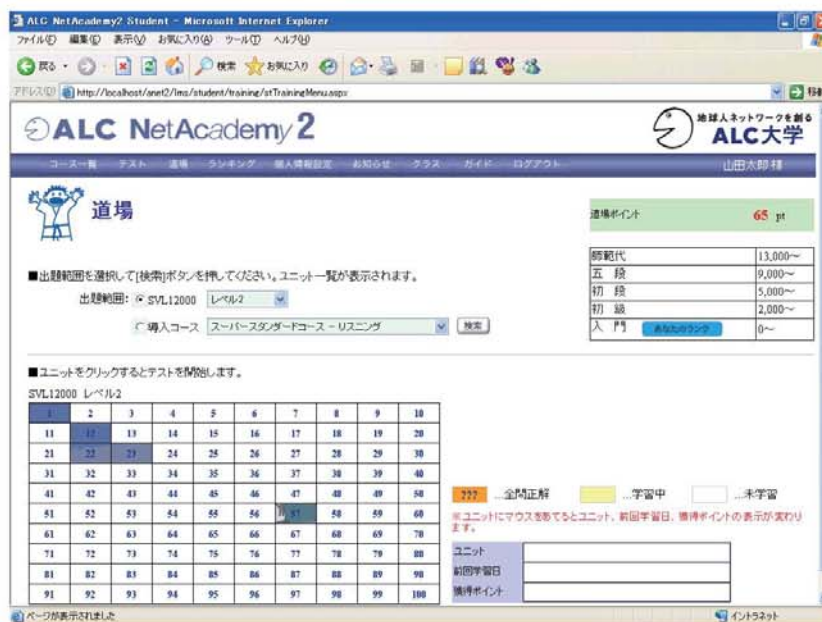 ALC NetAcademy2 Student - Microsoft Internet Explorer
ファイル(F) 編集(E) 表示(V) お気に入り(A) ツール(T) ヘルプ(H)
戻る 検索 お気に入り
アドレス(D) http://localhost/anet2/lms/student/training/stTrainingMenu.aspx 移動
ALC NetAcademy 2
地球人ネットワークを創る
ALC大学
コース一覧 テスト 道場 ランキング 個人情報設定 お知らせ クラス ガイド ログアウト 山田太郎 様
道場
道場ポイント 65 pt
師範代 13,000～
五 段 9,000～
初 段 5,000～
初 級 2,000～
入 門 あなたのランク 0～
■出題範囲を選択して[検索]ボタンを押してください。ユニット一覧が表示されます。
出題範囲: SVL12000 レベル2
導入コース スーパースタンダードコース - リスニング 検索
■ユニットをクリックするとテストを開始します。
SVL12000 レベル2
1 2 3 4 5 6 7 8 9 10
11 12 13 14 15 16 17 18 19 20
21 22 23 24 25 26 27 28 29 30
31 32 33 34 35 36 37 38 39 40
41 42 43 44 45 46 47 48 49 50
51 52 53 54 55 56 57 58 59 60
61 62 63 64 65 66 67 68 69 70
71 72 73 74 75 76 77 78 79 80
81 82 83 84 85 86 87 88 89 90
91 92 93 94 95 96 97 98 99 100
??? ...全問正解 ...学習中 ...未学習
※ユニットにマウスをあてるとユニット、前回学習日、獲得ポイントの表示が変わり
ます。
ユニット
前回学習日
獲得ポイント
ページが表示されました イントラネット